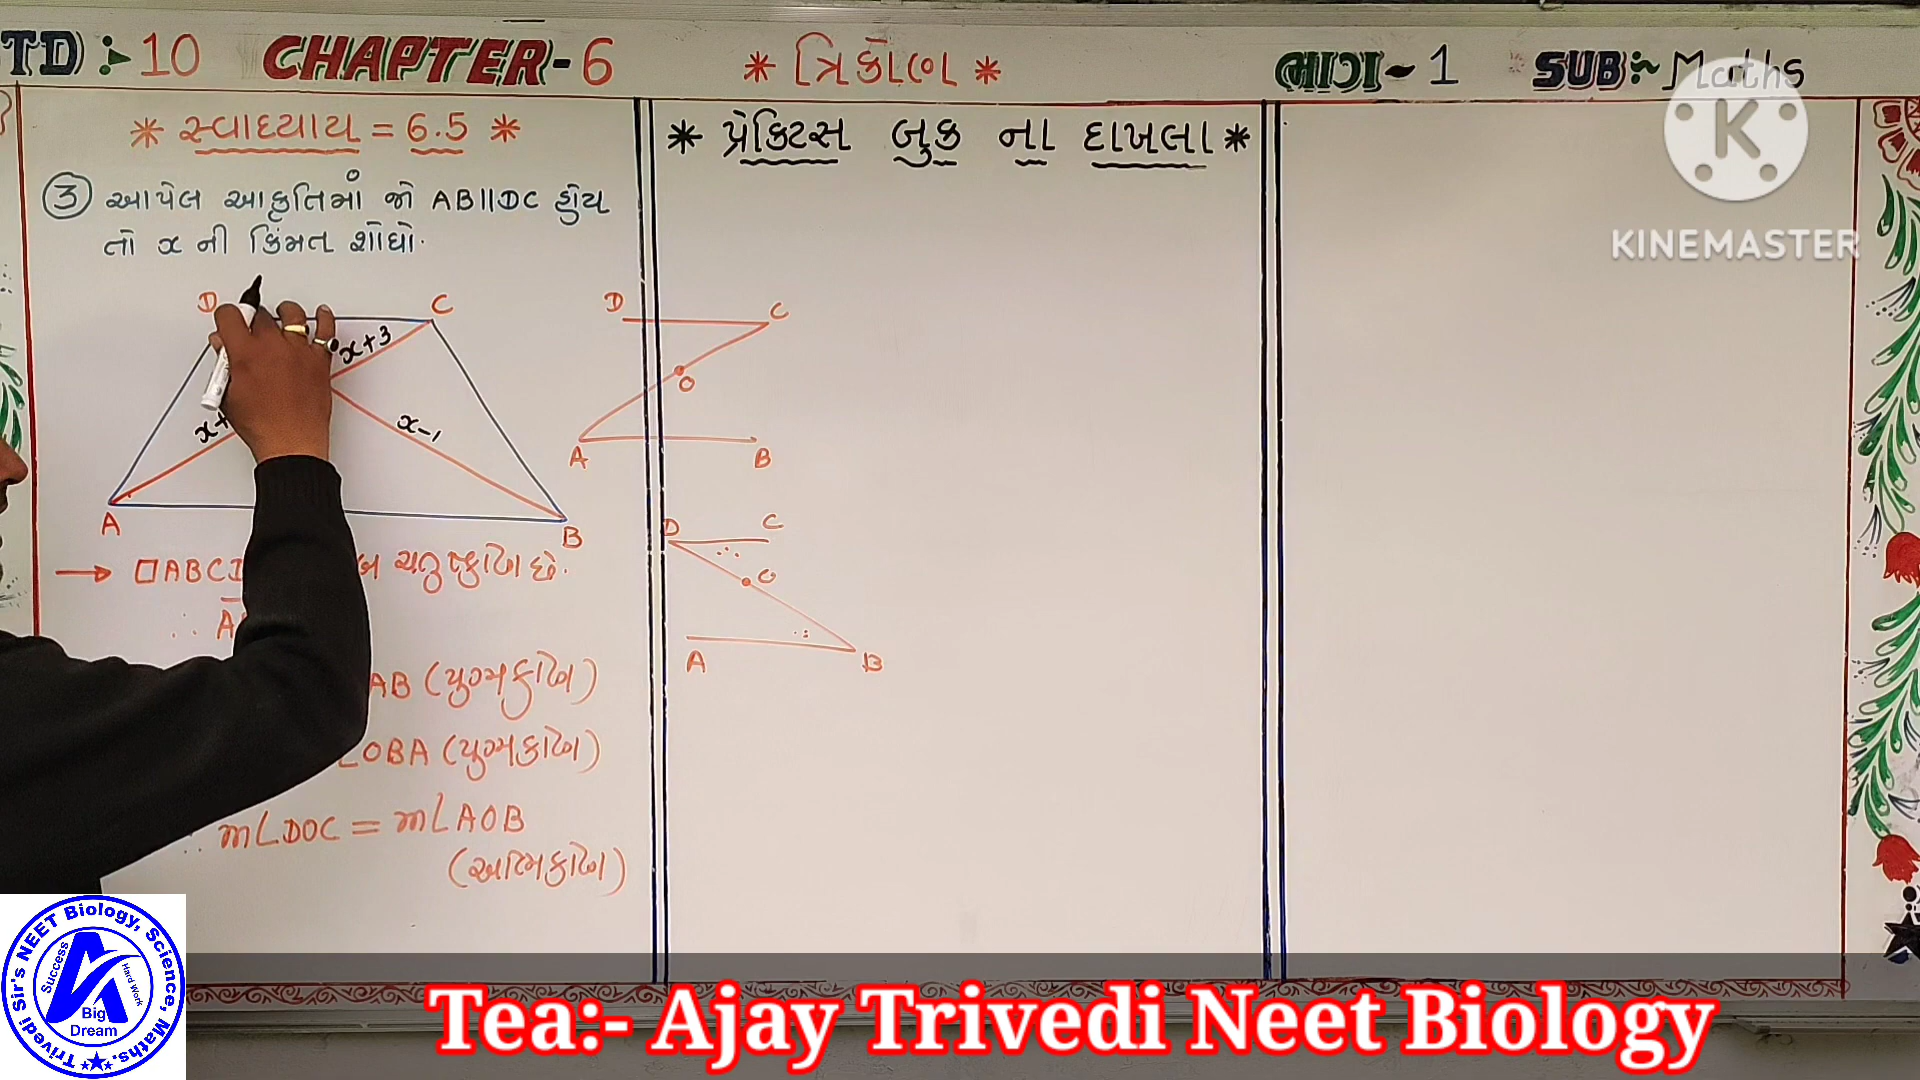 TD :- 10 CHAPTER-6 * ત્રિકોણ * ભાગ-1 SUB:- Maths
K
KINEMASTER
* સ્વાધ્યાય = 6.5 *
* પ્રેક્ટિસ બુક ના દાખલા *
③ આપેલ આકૃતિમાં જો AB||DC હોય
તો x ની કિંમત શોધો.
D C
x+3
x+
x-1
A B
D C
O
A B
D C
O
A B
→ □ABC ચતુષ્કોણ છે.
∴ A
AB (યુગ્મકોણ)
∠OBA (યુગ્મકોણ)
∴ m∠DOC = m∠AOB
(અભિકોણ)
Trivedi Sir's NEET Biology, Science, Maths.
Success
Hard Work
Big
Dream
Tea:- Ajay Trivedi Neet Biology